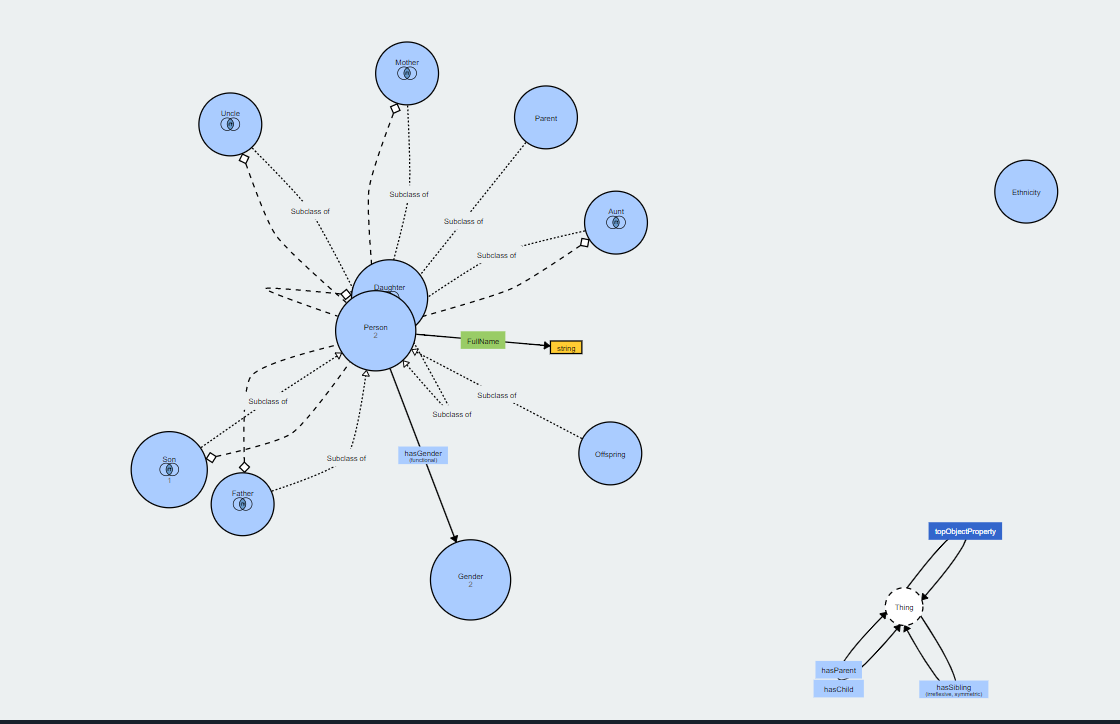 Mother
Uncle
Parent
Ethnicity
Subclass of
Aunt
Subclass of
Subclass of
Subclass of
Daughter
Person
2
FullName
string
Subclass of
Subclass of
Subclass of
hasGender
(functional)
Offspring
Son
1
Subclass of
Father
topObjectProperty
Gender
2
Thing
hasParent
hasChild
hasSibling
(irreflexive, symmetric)